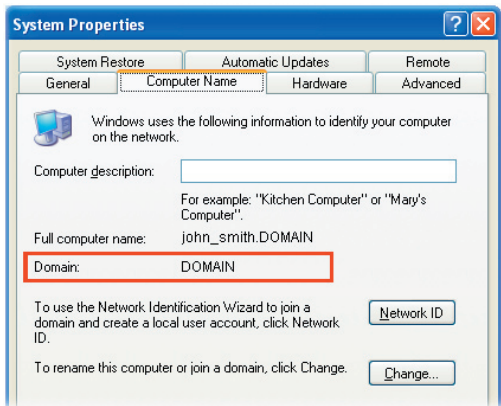 System Properties
System Restore Automatic Updates Remote
General Computer Name Hardware Advanced
Windows uses the following information to identify your computer
on the network.
Computer description:
For example: "Kitchen Computer" or "Mary's
Computer".
Full computer name: john_smith.DOMAIN
Domain: DOMAIN
To use the Network Identification Wizard to join a
domain and create a local user account, click Network
ID.
Network ID
To rename this computer or join a domain, click Change.
Change...